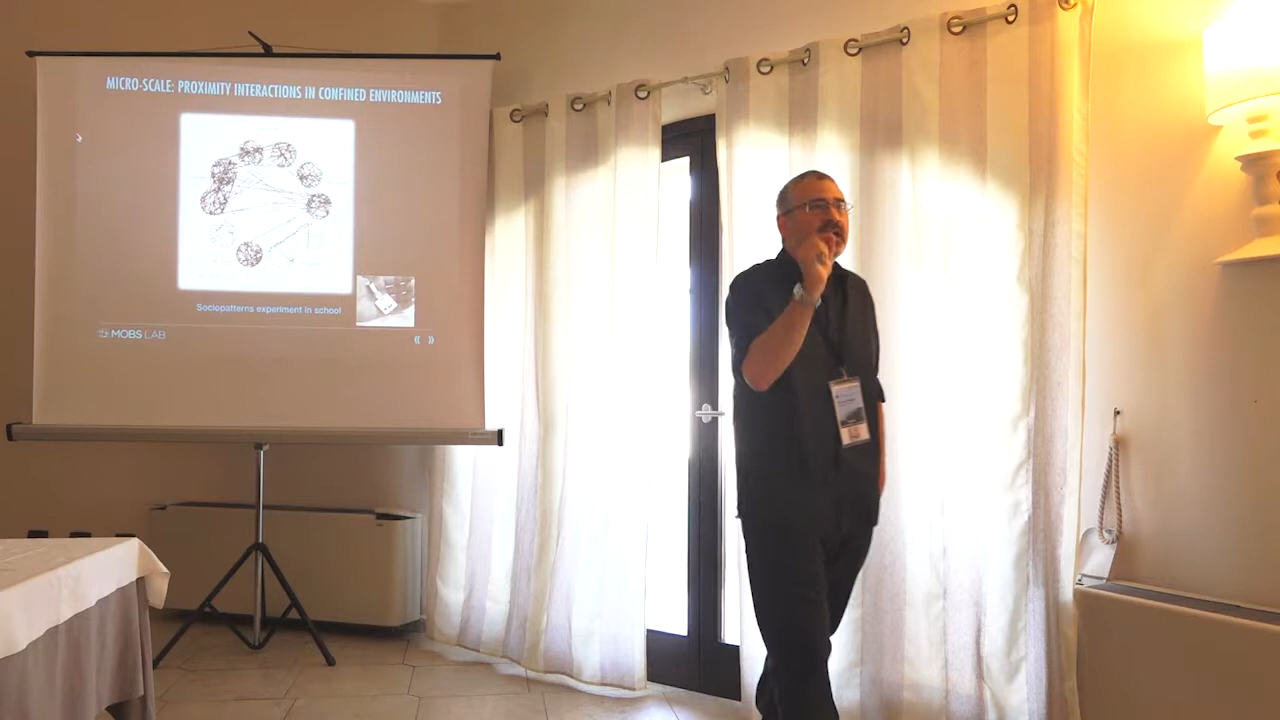 MICRO-SCALE: PROXIMITY INTERACTIONS IN CONFINED ENVIRONMENTS
Sociopatterns experiment in school
MOBS LAB